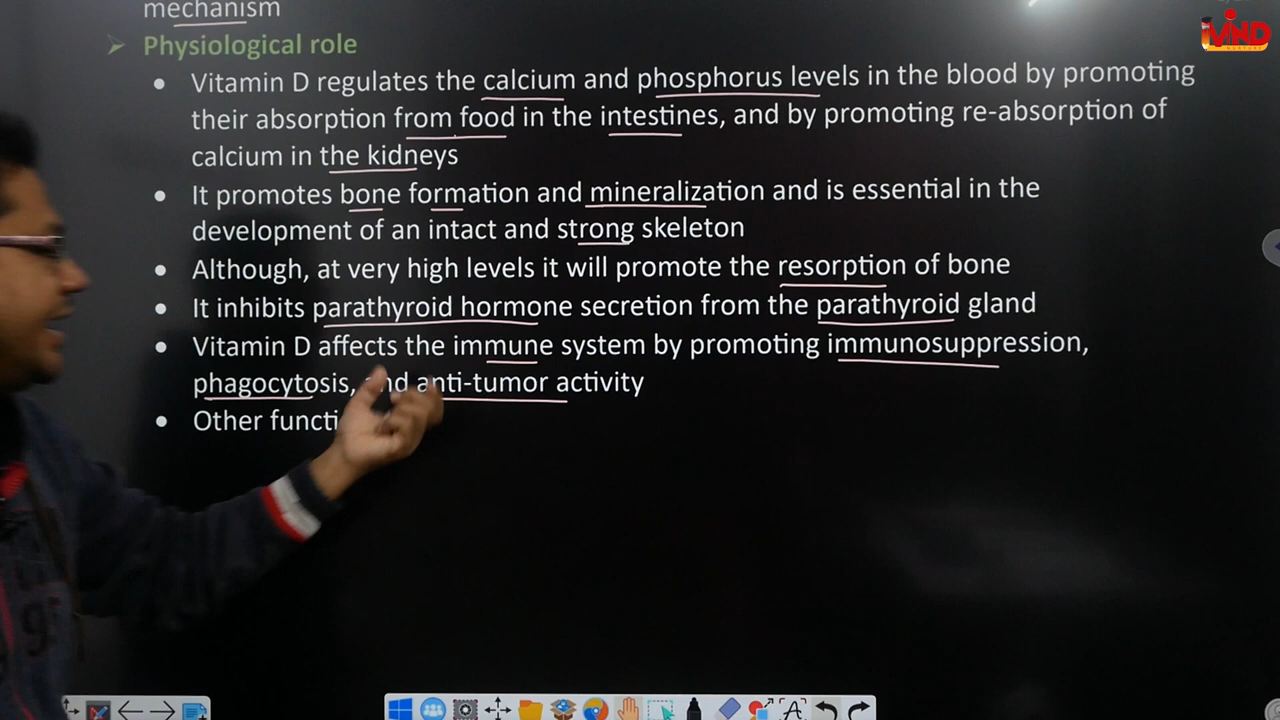 mechanism
➤ Physiological role
• Vitamin D regulates the calcium and phosphorus levels in the blood by promoting
their absorption from food in the intestines, and by promoting re-absorption of
calcium in the kidneys
• It promotes bone formation and mineralization and is essential in the
development of an intact and strong skeleton
• Although, at very high levels it will promote the resorption of bone
• It inhibits parathyroid hormone secretion from the parathyroid gland
• Vitamin D affects the immune system by promoting immunosuppression,
phagocytosis, and anti-tumor activity
• Other